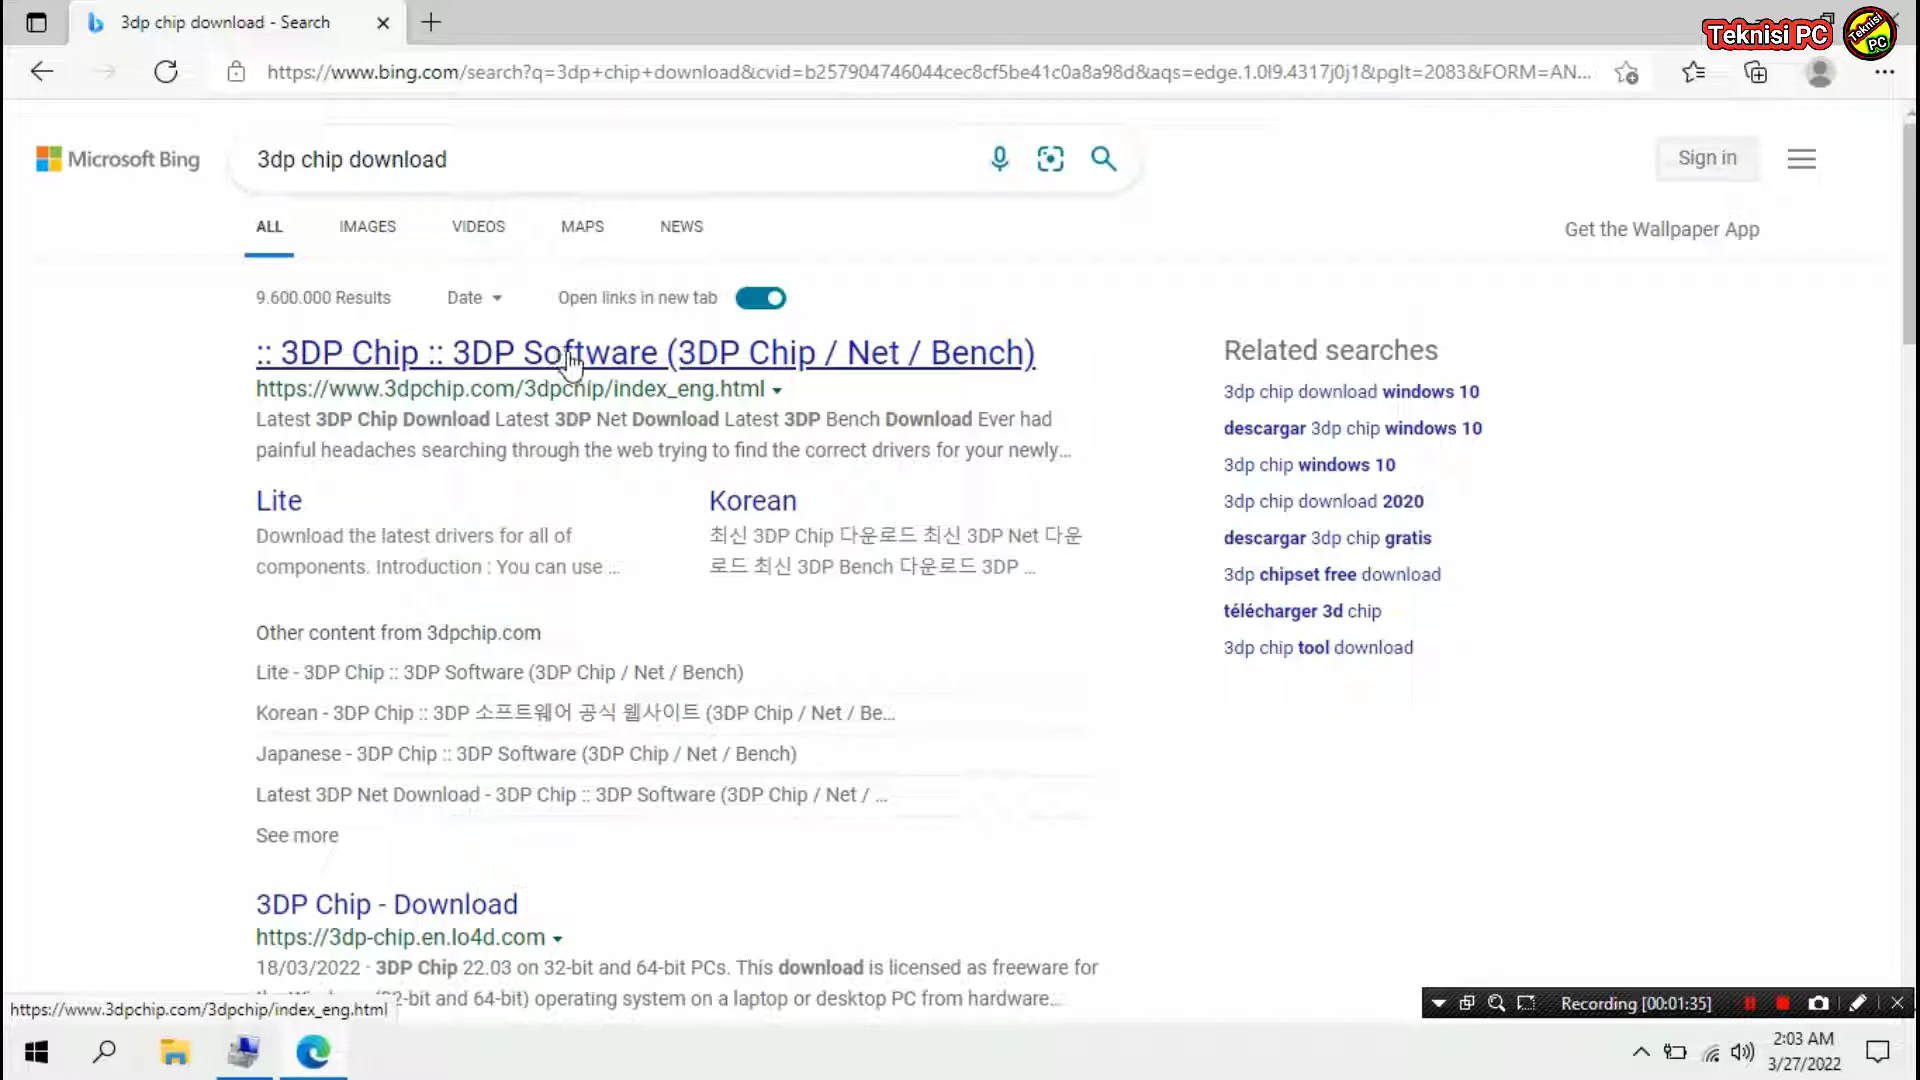 3dp chip download - Search
Teknisi PC
Teknisi
PC
https://www.bing.com/search?q=3dp+chip+download&cvid=b257904746044cec8cf5be41c0a8a98d&aqs=edge.1.0l9.4317j0j1&pglt=2083&FORM=AN...
Microsoft Bing
3dp chip download
Sign in
ALL
IMAGES
VIDEOS
MAPS
NEWS
Get the Wallpaper App
9.600.000 Results
Date
Open links in new tab
:: 3DP Chip :: 3DP Software (3DP Chip / Net / Bench)
https://www.3dpchip.com/3dpchip/index_eng.html
Latest 3DP Chip Download Latest 3DP Net Download Latest 3DP Bench Download Ever had
painful headaches searching through the web trying to find the correct drivers for your newly...
Lite
Download the latest drivers for all of
components. Introduction : You can use ...
Korean
최신 3DP Chip 다운로드 최신 3DP Net 다운
로드 최신 3DP Bench 다운로드 3DP ...
Other content from 3dpchip.com
Lite - 3DP Chip :: 3DP Software (3DP Chip / Net / Bench)
Korean - 3DP Chip :: 3DP 소프트웨어 공식 웹사이트 (3DP Chip / Net / Be...
Japanese - 3DP Chip :: 3DP Software (3DP Chip / Net / Bench)
Latest 3DP Net Download - 3DP Chip :: 3DP Software (3DP Chip / Net / ...
See more
3DP Chip - Download
https://3dp-chip.en.lo4d.com
18/03/2022 · 3DP Chip 22.03 on 32-bit and 64-bit PCs. This download is licensed as freeware for
2-bit and 64-bit) operating system on a laptop or desktop PC from hardware...
Related searches
3dp chip download windows 10
descargar 3dp chip windows 10
3dp chip windows 10
3dp chip download 2020
descargar 3dp chip gratis
3dp chipset free download
télécharger 3d chip
3dp chip tool download
https://www.3dpchip.com/3dpchip/index_eng.html
Recording [00:01:35]
2:03 AM
3/27/2022